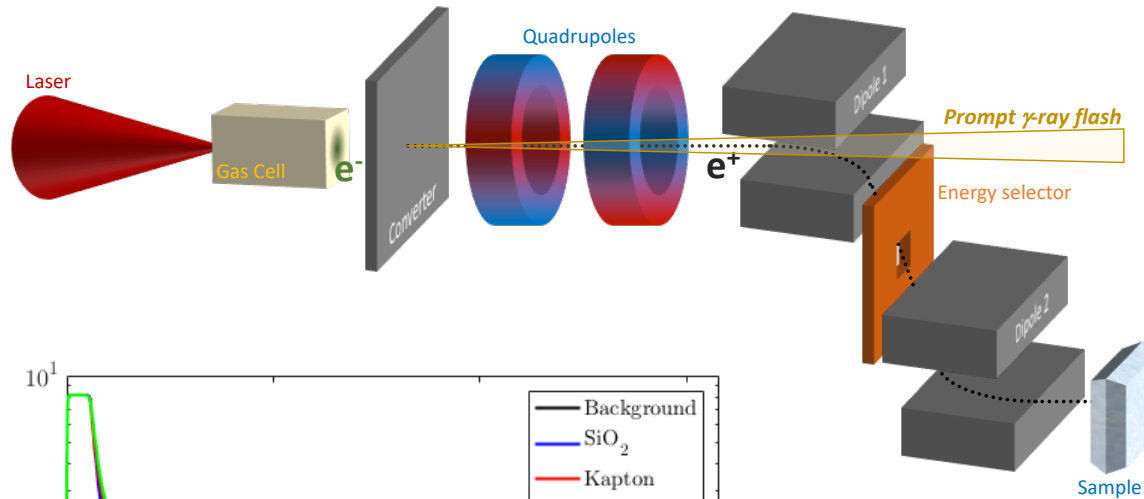 Quadrupoles
Laser
Dipole 1
Prompt γ-ray flash
Gas Cell
e-
e+
Converter
Energy selector
Dipole 2
10^1
Background
SiO₂
Kapton
Sample